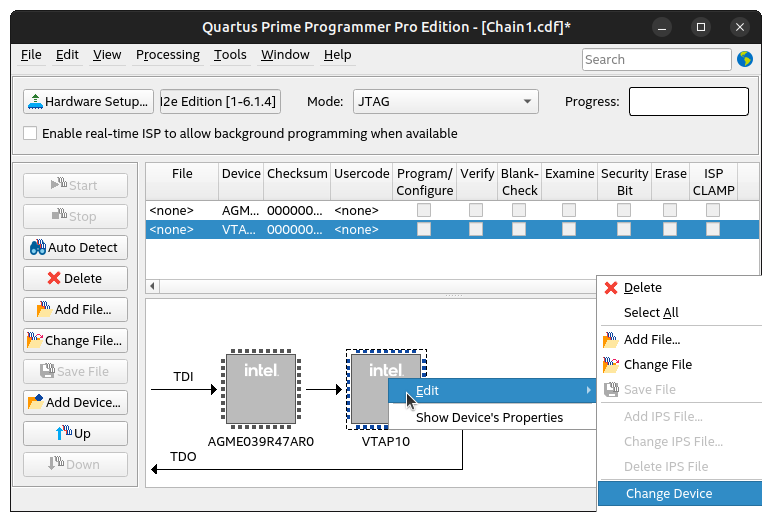 Quartus Prime Programmer Pro Edition - [Chain1.cdf]*
File Edit View Processing Tools Window Help
Search
Hardware Setup... I2e Edition [1-6.1.4] Mode: JTAG Progress:
Enable real-time ISP to allow background programming when available
Start
Stop
Auto Detect
Delete
Add File...
Change File...
Save File
Add Device...
Up
Down
File Device Checksum Usercode Program/ Verify Blank- Examine Security Erase ISP
Configure Check Bit CLAMP
<none> AGM... 000000... <none>
<none> VTA... 000000... <none>
TDI
intel
intel
AGME039R47AR0
VTAP10
TDO
Edit
Show Device's Properties
Delete
Select All
Add File...
Change File
Save File
Add IPS File...
Change IPS File...
Delete IPS File
Change Device